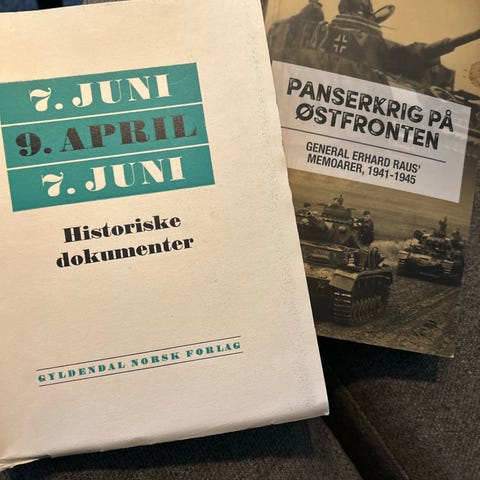 7. JUNI
9. APRIL
7. JUNI
Historiske
dokumenter
GYLDENDAL NORSK FORLAG
PANSERKRIG PÅ
ØSTFRONTEN
GENERAL ERHARD RAUS'
MEMOARER, 1941-1945